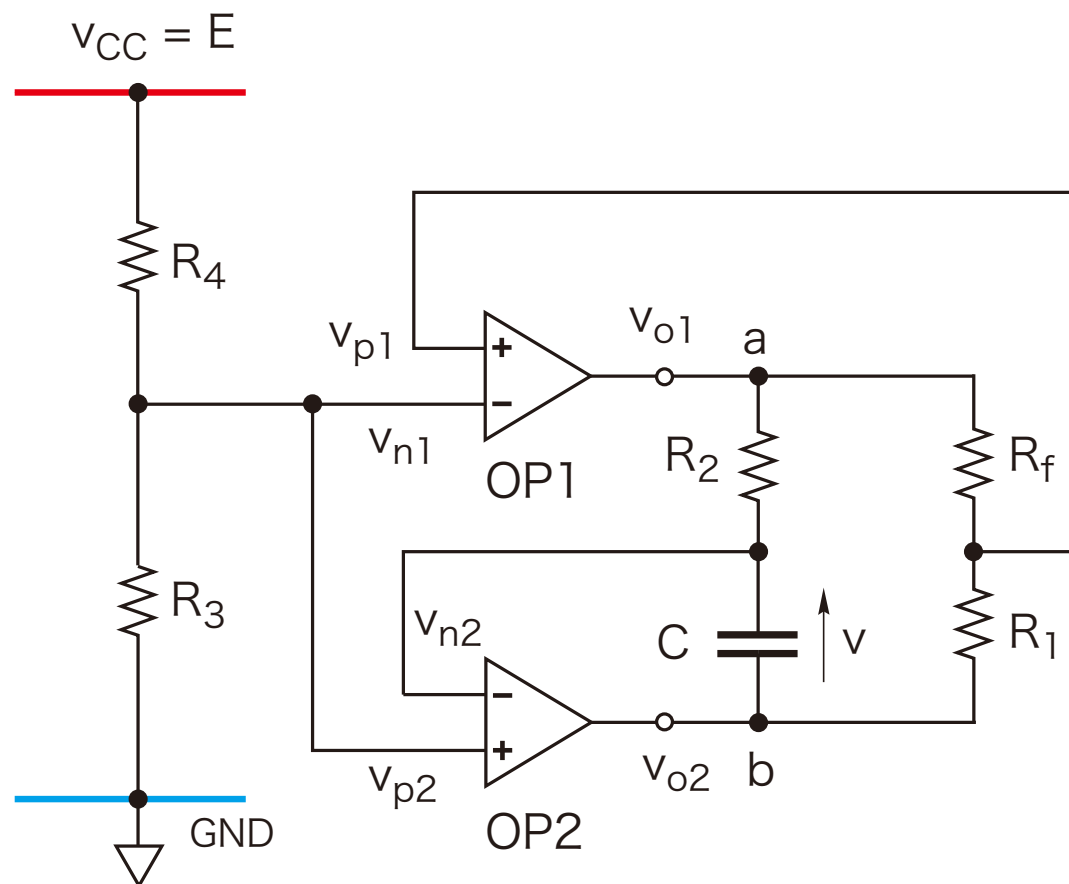 vCC = E
R4
vp1
+
−
vn1
OP1
vo1
a
R2
Rf
R3
vn2
C
v
R1
−
+
vp2
OP2
vo2
b
GND